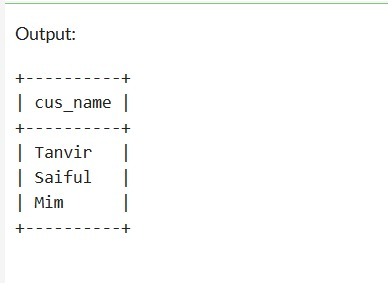 Output:
+----------+
| cus_name |
+----------+
| Tanvir   |
| Saiful   |
| Mim      |
+----------+